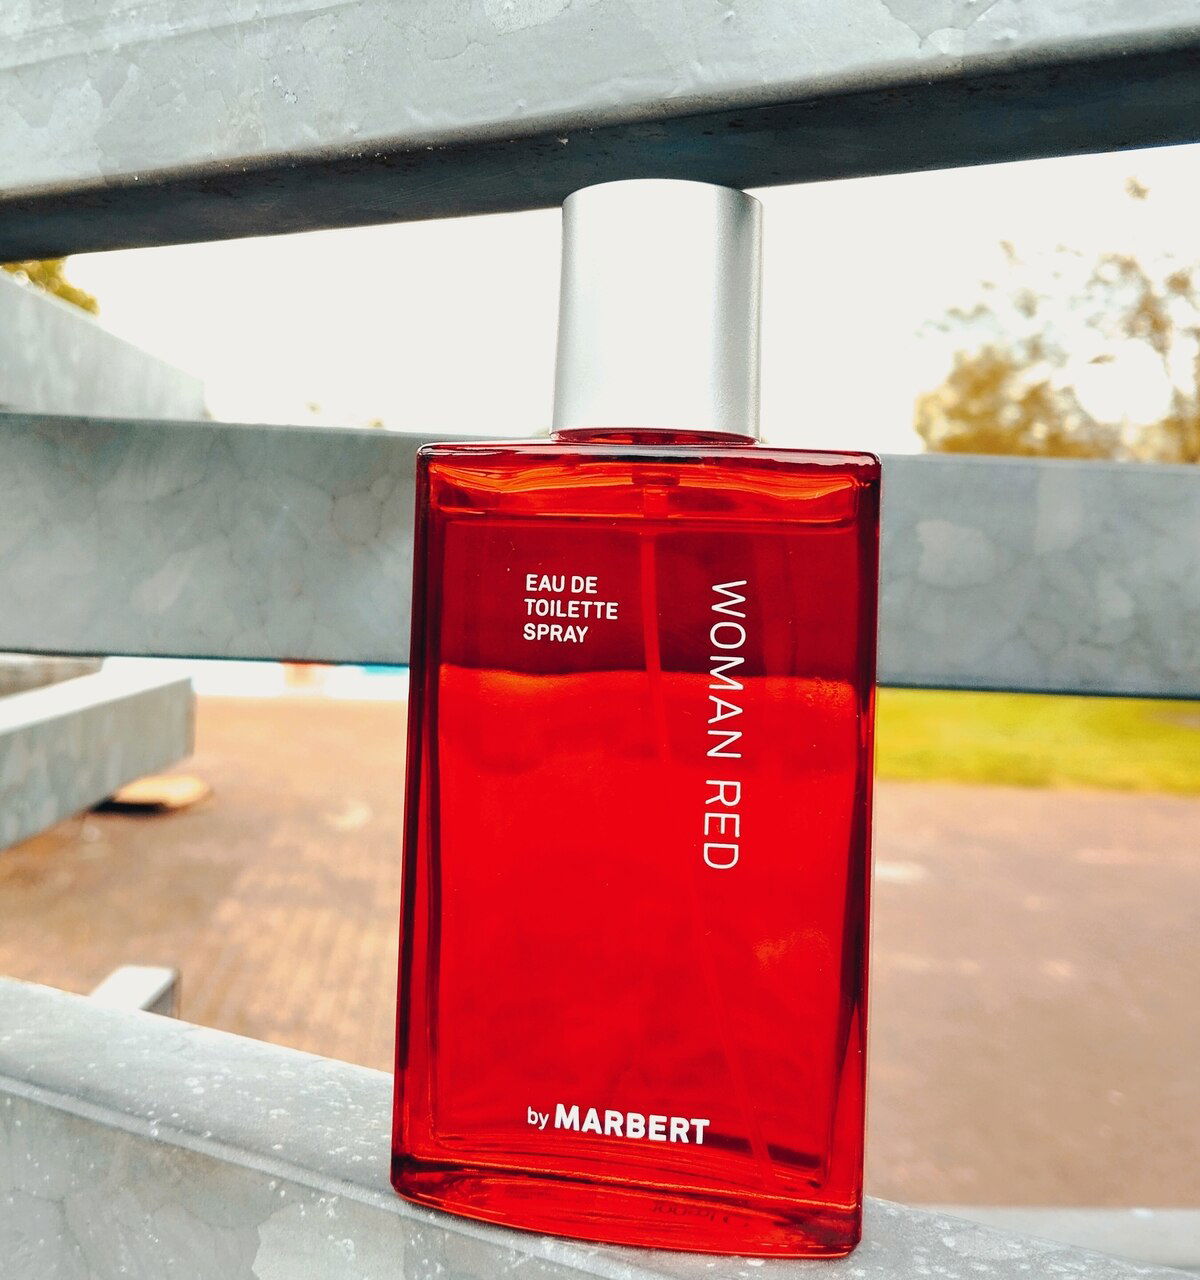 EAU DE
TOILETTE
SPRAY
WOMAN RED
by MARBERT